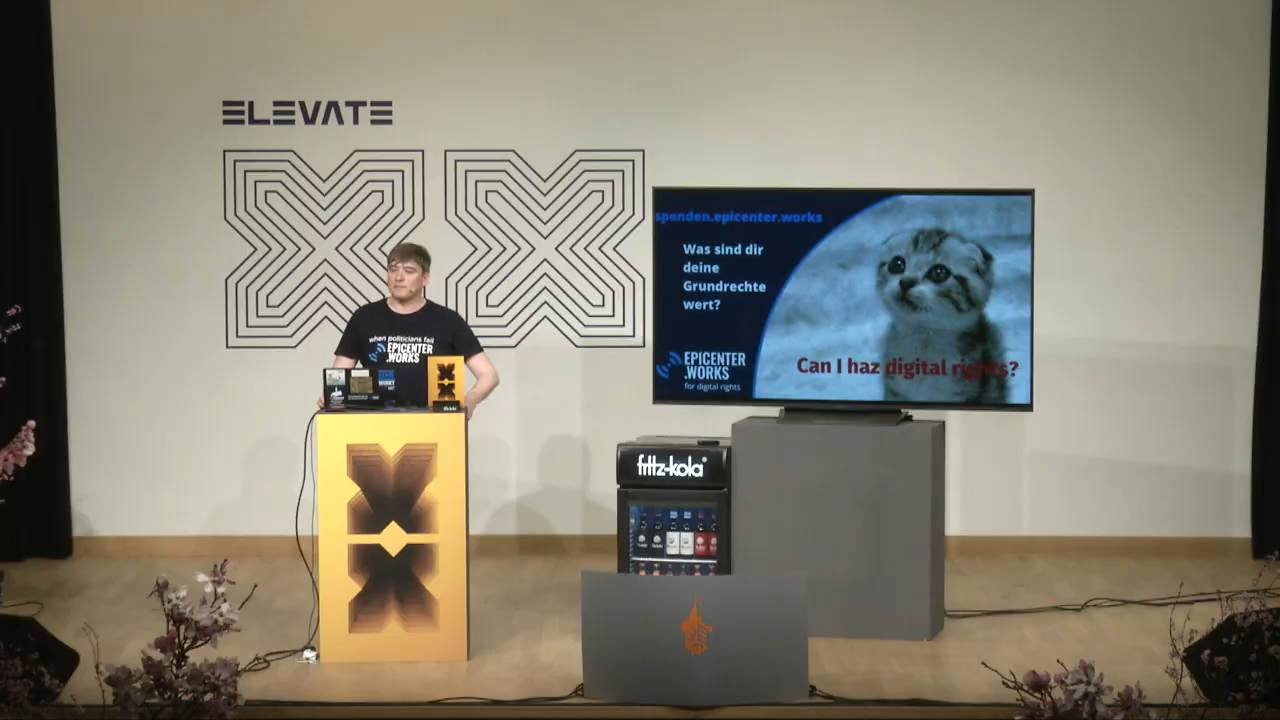 ELEVATE
spenden.epicenter.works
Was sind dir
deine
Grundrechte
wert?
EPICENTER
.WORKS
for digital rights
Can I haz digital rights?
when politicians fail
EPICENTER
.WORKS
fritz-kola